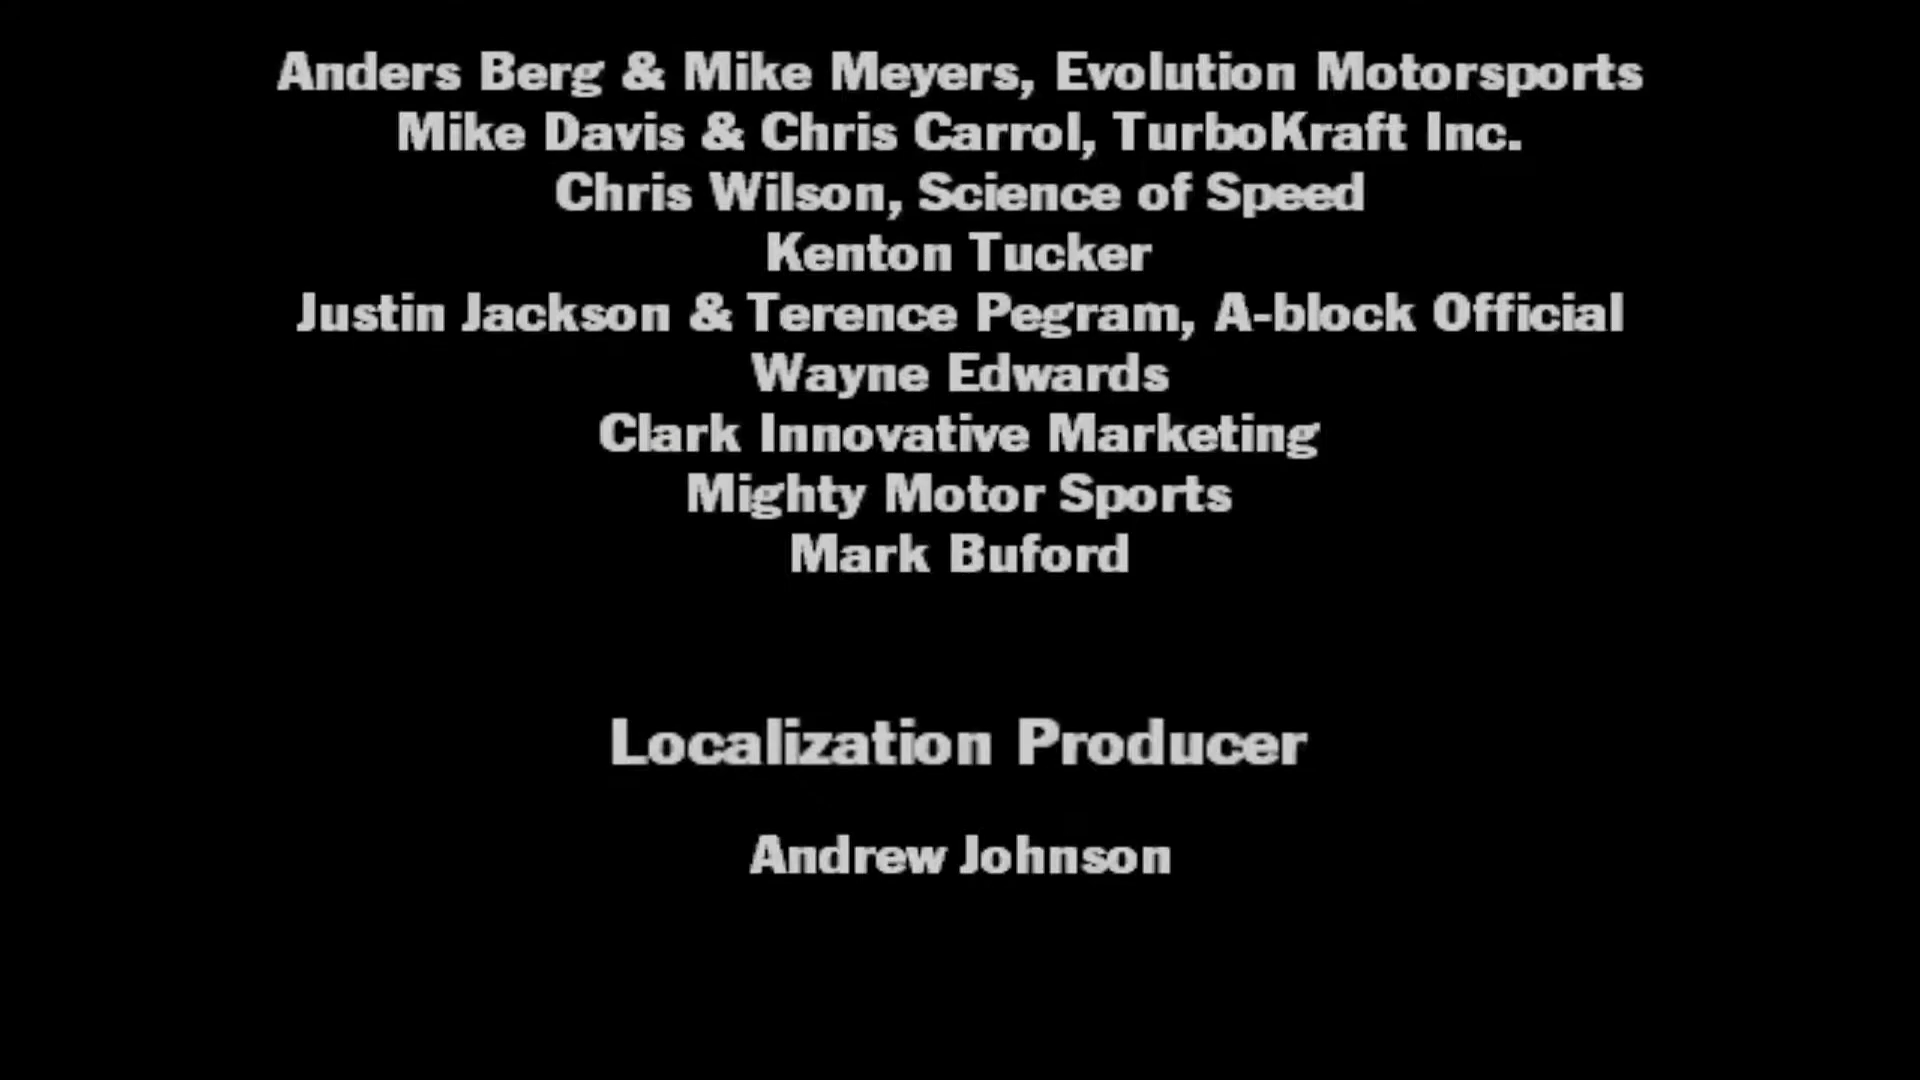 Anders Berg & Mike Meyers, Evolution Motorsports
Mike Davis & Chris Carrol, TurboKraft Inc.
Chris Wilson, Science of Speed
Kenton Tucker
Justin Jackson & Terence Pegram, A-block Official
Wayne Edwards
Clark Innovative Marketing
Mighty Motor Sports
Mark Buford
Localization Producer
Andrew Johnson